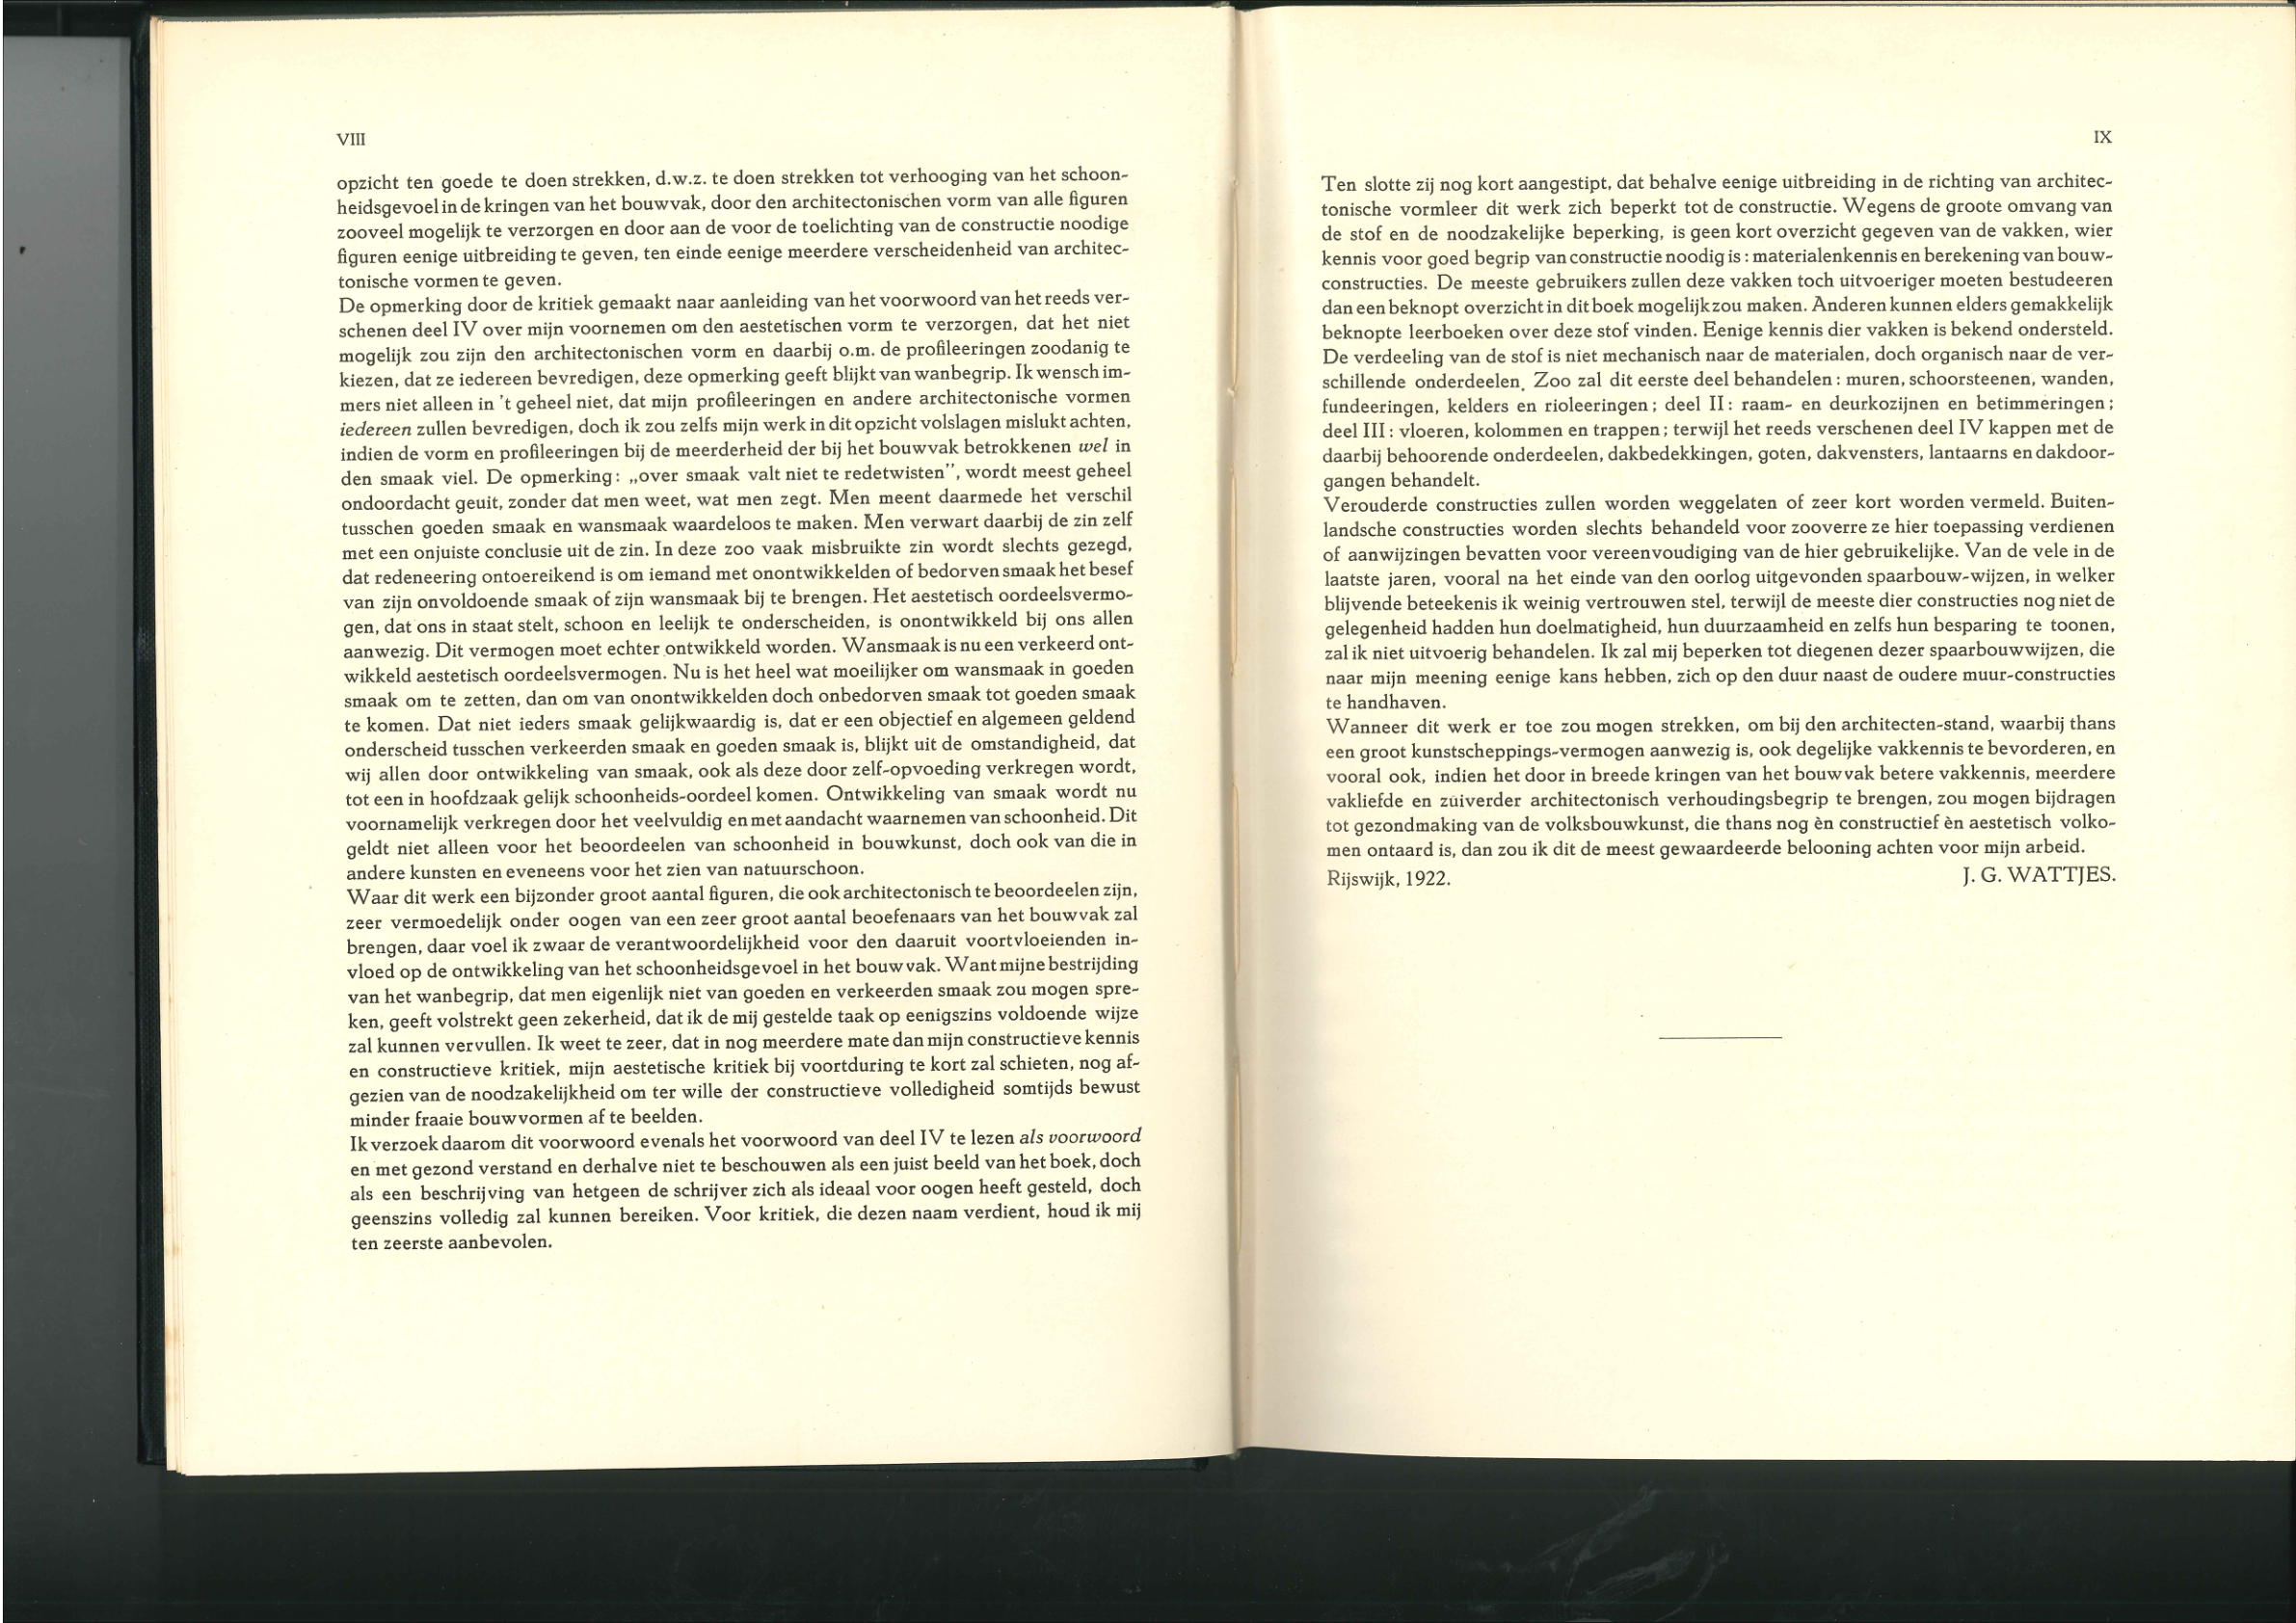 VIII
opzicht ten goede te doen strekken, d.w.z. te doen strekken tot verhooging van het schoon-
heidsgevoel in de kringen van het bouwvak, door den architectonischen vorm van alle figuren
zooveel mogelijk te verzorgen en door aan de voor de toelichting van de constructie noodige
figuren eenige uitbreiding te geven, ten einde eenige meerdere verscheidenheid van architec-
tonische vormen te geven.
De opmerking door de kritiek gemaakt naar aanleiding van het voorwoord van het reeds ver-
schenen deel IV over mijn voornemen om den aestetischen vorm te verzorgen, dat het niet
mogelijk zou zijn den architectonischen vorm en daarbij o.m. de profileeringen zoodanig te
kiezen, dat ze iedereen bevredigen, deze opmerking geeft blijkt van wanbegrip. Ik wensch im-
mers niet alleen in 't geheel niet, dat mijn profileeringen en andere architectonische vormen
iedereen zullen bevredigen, doch ik zou zelfs mijn werk in dit opzicht volslagen mislukt achten,
indien de vorm en profileeringen bij de meerderheid der bij het bouwvak betrokkenen wel in
den smaak viel. De opmerking: „over smaak valt niet te redetwisten”, wordt meest geheel
ondoordacht geuit, zonder dat men weet, wat men zegt. Men meent daarmede het verschil
tusschen goeden smaak en wansmaak waardeloos te maken. Men verwart daarbij de zin zelf
met een onjuiste conclusie uit de zin. In deze zoo vaak misbruikte zin wordt slechts gezegd,
dat redeneering ontoereikend is om iemand met onontwikkelden of bedorven smaak het besef
van zijn onvoldoende smaak of zijn wansmaak bij te brengen. Het aestetisch oordeelsvermo-
gen, dat ons in staat stelt, schoon en leelijk te onderscheiden, is onontwikkeld bij ons allen
aanwezig. Dit vermogen moet echter ontwikkeld worden. Wansmaak is nu een verkeerd ont-
wikkeld aestetisch oordeelsvermogen. Nu is het heel wat moeilijker om wansmaak in goeden
smaak om te zetten, dan om van onontwikkelden doch onbedorven smaak tot goeden smaak
te komen. Dat niet ieders smaak gelijkwaardig is, dat er een objectief en algemeen geldend
onderscheid tusschen verkeerden smaak en goeden smaak is, blijkt uit de omstandigheid, dat
wij allen door ontwikkeling van smaak, ook als deze door zelf-opvoeding verkregen wordt,
tot een in hoofdzaak gelijk schoonheids-oordeel komen. Ontwikkeling van smaak wordt nu
voornamelijk verkregen door het veelvuldig en met aandacht waarnemen van schoonheid. Dit
geldt niet alleen voor het beoordeelen van schoonheid in bouwkunst, doch ook van die in
andere kunsten en eveneens voor het zien van natuurschoon.
Waar dit werk een bijzonder groot aantal figuren, die ook architectonisch te beoordeelen zijn,
zeer vermoedelijk onder oogen van een zeer groot aantal beoefenaars van het bouwvak zal
brengen, daar voel ik zwaar de verantwoordelijkheid voor den daaruit voortvloeienden in-
vloed op de ontwikkeling van het schoonheidsgevoel in het bouwvak. Want mijne bestrijding
van het wanbegrip, dat men eigenlijk niet van goeden en verkeerden smaak zou mogen spre-
ken, geeft volstrekt geen zekerheid, dat ik de mij gestelde taak op eenigszins voldoende wijze
zal kunnen vervullen. Ik weet te zeer, dat in nog meerdere mate dan mijn constructieve kennis
en constructieve kritiek, mijn aestetische kritiek bij voortduring te kort zal schieten, nog af-
gezien van de noodzakelijkheid om ter wille der constructieve volledigheid somtijds bewust
minder fraaie bouwvormen af te beelden.
Ik verzoek daarom dit voorwoord evenals het voorwoord van deel IV te lezen als voorwoord
en met gezond verstand en derhalve niet te beschouwen als een juist beeld van het boek, doch
als een beschrijving van hetgeen de schrijver zich als ideaal voor oogen heeft gesteld, doch
geenszins volledig zal kunnen bereiken. Voor kritiek, die dezen naam verdient, houd ik mij
ten zeerste aanbevolen.
IX
Ten slotte zij nog kort aangestipt, dat behalve eenige uitbreiding in de richting van architec-
tonische vormleer dit werk zich beperkt tot de constructie. Wegens de groote omvang van
de stof en de noodzakelijke beperking, is geen kort overzicht gegeven van de vakken, wier
kennis voor goed begrip van constructie noodig is: materialenkennis en berekening van bouw-
constructies. De meeste gebruikers zullen deze vakken toch uitvoeriger moeten bestudeeren
dan een beknopt overzicht in dit boek mogelijk zou maken. Anderen kunnen elders gemakkelijk
beknopte leerboeken over deze stof vinden. Eenige kennis dier vakken is bekend ondersteld.
De verdeeling van de stof is niet mechanisch naar de materialen, doch organisch naar de ver-
schillende onderdeelen. Zoo zal dit eerste deel behandelen: muren, schoorsteenen, wanden,
fundeeringen, kelders en rioleeringen; deel II: raam- en deurkozijnen en betimmeringen;
deel III: vloeren, kolommen en trappen; terwijl het reeds verschenen deel IV kappen met de
daarbij behoorende onderdeelen, dakbedekkingen, goten, dakvensters, lantaarns en dakdoor-
gangen behandelt.
Verouderde constructies zullen worden weggelaten of zeer kort worden vermeld. Buiten-
landsche constructies worden slechts behandeld voor zooverre ze hier toepassing verdienen
of aanwijzingen bevatten voor vereenvoudiging van de hier gebruikelijke. Van de vele in de
laatste jaren, vooral na het einde van den oorlog uitgevonden spaarbouw-wijzen, in welker
blijvende beteekenis ik weinig vertrouwen stel, terwijl de meeste dier constructies nog niet de
gelegenheid hadden hun doelmatigheid, hun duurzaamheid en zelfs hun besparing te toonen,
zal ik niet uitvoerig behandelen. Ik zal mij beperken tot diegenen dezer spaarbouwwijzen, die
naar mijn meening eenige kans hebben, zich op den duur naast de oudere muur-constructies
te handhaven.
Wanneer dit werk er toe zou mogen strekken, om bij den architecten-stand, waarbij thans
een groot kunstscheppings-vermogen aanwezig is, ook degelijke vakkennis te bevorderen, en
vooral ook, indien het door in breede kringen van het bouwvak betere vakkennis, meerdere
vakliefde en zuiverder architectonisch verhoudingsbegrip te brengen, zou mogen bijdragen
tot gezondmaking van de volksbouwkunst, die thans nog èn constructief èn aestetisch volko-
men ontaard is, dan zou ik dit de meest gewaardeerde belooning achten voor mijn arbeid.
Rijswijk, 1922. J. G. WATTJES.